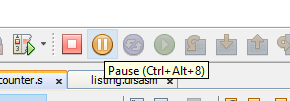 Pause (Ctrl+Alt+8)
counter.s
listing.disasm